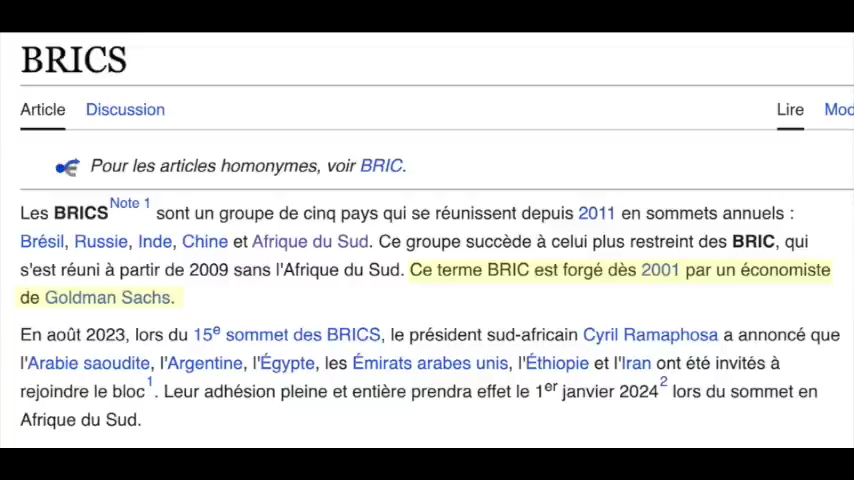 BRICS
Article Discussion Lire Mod
Pour les articles homonymes, voir BRIC.
Les BRICS Note 1 sont un groupe de cinq pays qui se réunissent depuis 2011 en sommets annuels :
Brésil, Russie, Inde, Chine et Afrique du Sud. Ce groupe succède à celui plus restreint des BRIC, qui
s'est réuni à partir de 2009 sans l'Afrique du Sud. Ce terme BRIC est forgé dès 2001 par un économiste
de Goldman Sachs.
En août 2023, lors du 15e sommet des BRICS, le président sud-africain Cyril Ramaphosa a annoncé que
l'Arabie saoudite, l'Argentine, l'Égypte, les Émirats arabes unis, l'Éthiopie et l'Iran ont été invités à
rejoindre le bloc1. Leur adhésion pleine et entière prendra effet le 1er janvier 20242 lors du sommet en
Afrique du Sud.